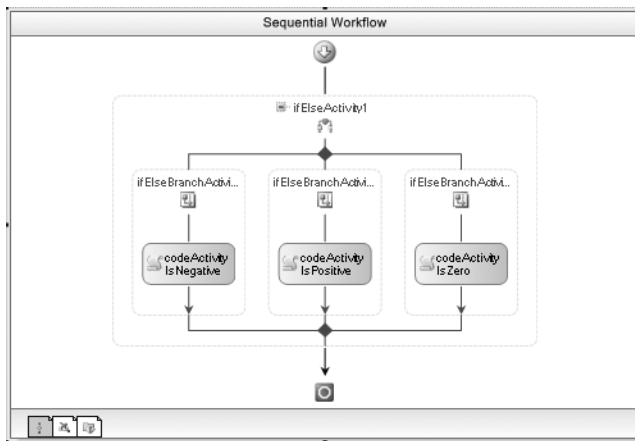 Sequential Workflow
ifElseActivity1
ifElseBranchActivi...
ifElseBranchActivi...
ifElseBranchActivi...
codeActivity
IsNegative
codeActivity
IsPositive
codeActivity
IsZero